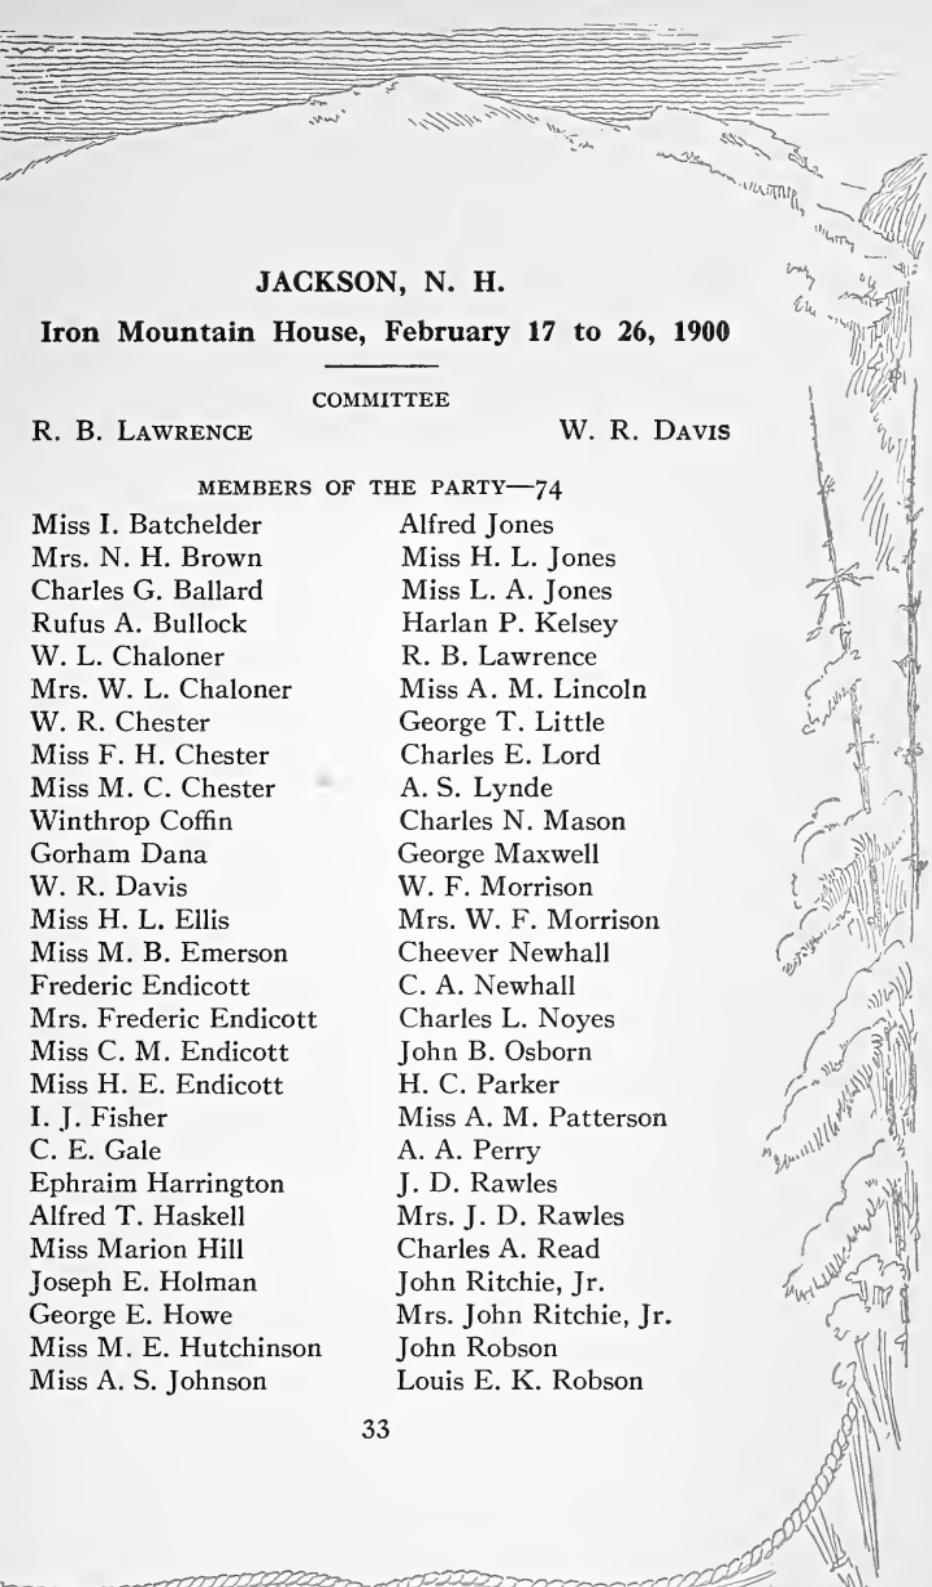 JACKSON, N. H.
Iron Mountain House, February 17 to 26, 1900
COMMITTEE
R. B. LAWRENCE W. R. DAVIS
MEMBERS OF THE PARTY—74
Miss I. Batchelder
Mrs. N. H. Brown
Charles G. Ballard
Rufus A. Bullock
W. L. Chaloner
Mrs. W. L. Chaloner
W. R. Chester
Miss F. H. Chester
Miss M. C. Chester
Winthrop Coffin
Gorham Dana
W. R. Davis
Miss H. L. Ellis
Miss M. B. Emerson
Frederic Endicott
Mrs. Frederic Endicott
Miss C. M. Endicott
Miss H. E. Endicott
I. J. Fisher
C. E. Gale
Ephraim Harrington
Alfred T. Haskell
Miss Marion Hill
Joseph E. Holman
George E. Howe
Miss M. E. Hutchinson
Miss A. S. Johnson
Alfred Jones
Miss H. L. Jones
Miss L. A. Jones
Harlan P. Kelsey
R. B. Lawrence
Miss A. M. Lincoln
George T. Little
Charles E. Lord
A. S. Lynde
Charles N. Mason
George Maxwell
W. F. Morrison
Mrs. W. F. Morrison
Cheever Newhall
C. A. Newhall
Charles L. Noyes
John B. Osborn
H. C. Parker
Miss A. M. Patterson
A. A. Perry
J. D. Rawles
Mrs. J. D. Rawles
Charles A. Read
John Ritchie, Jr.
Mrs. John Ritchie, Jr.
John Robson
Louis E. K. Robson
33